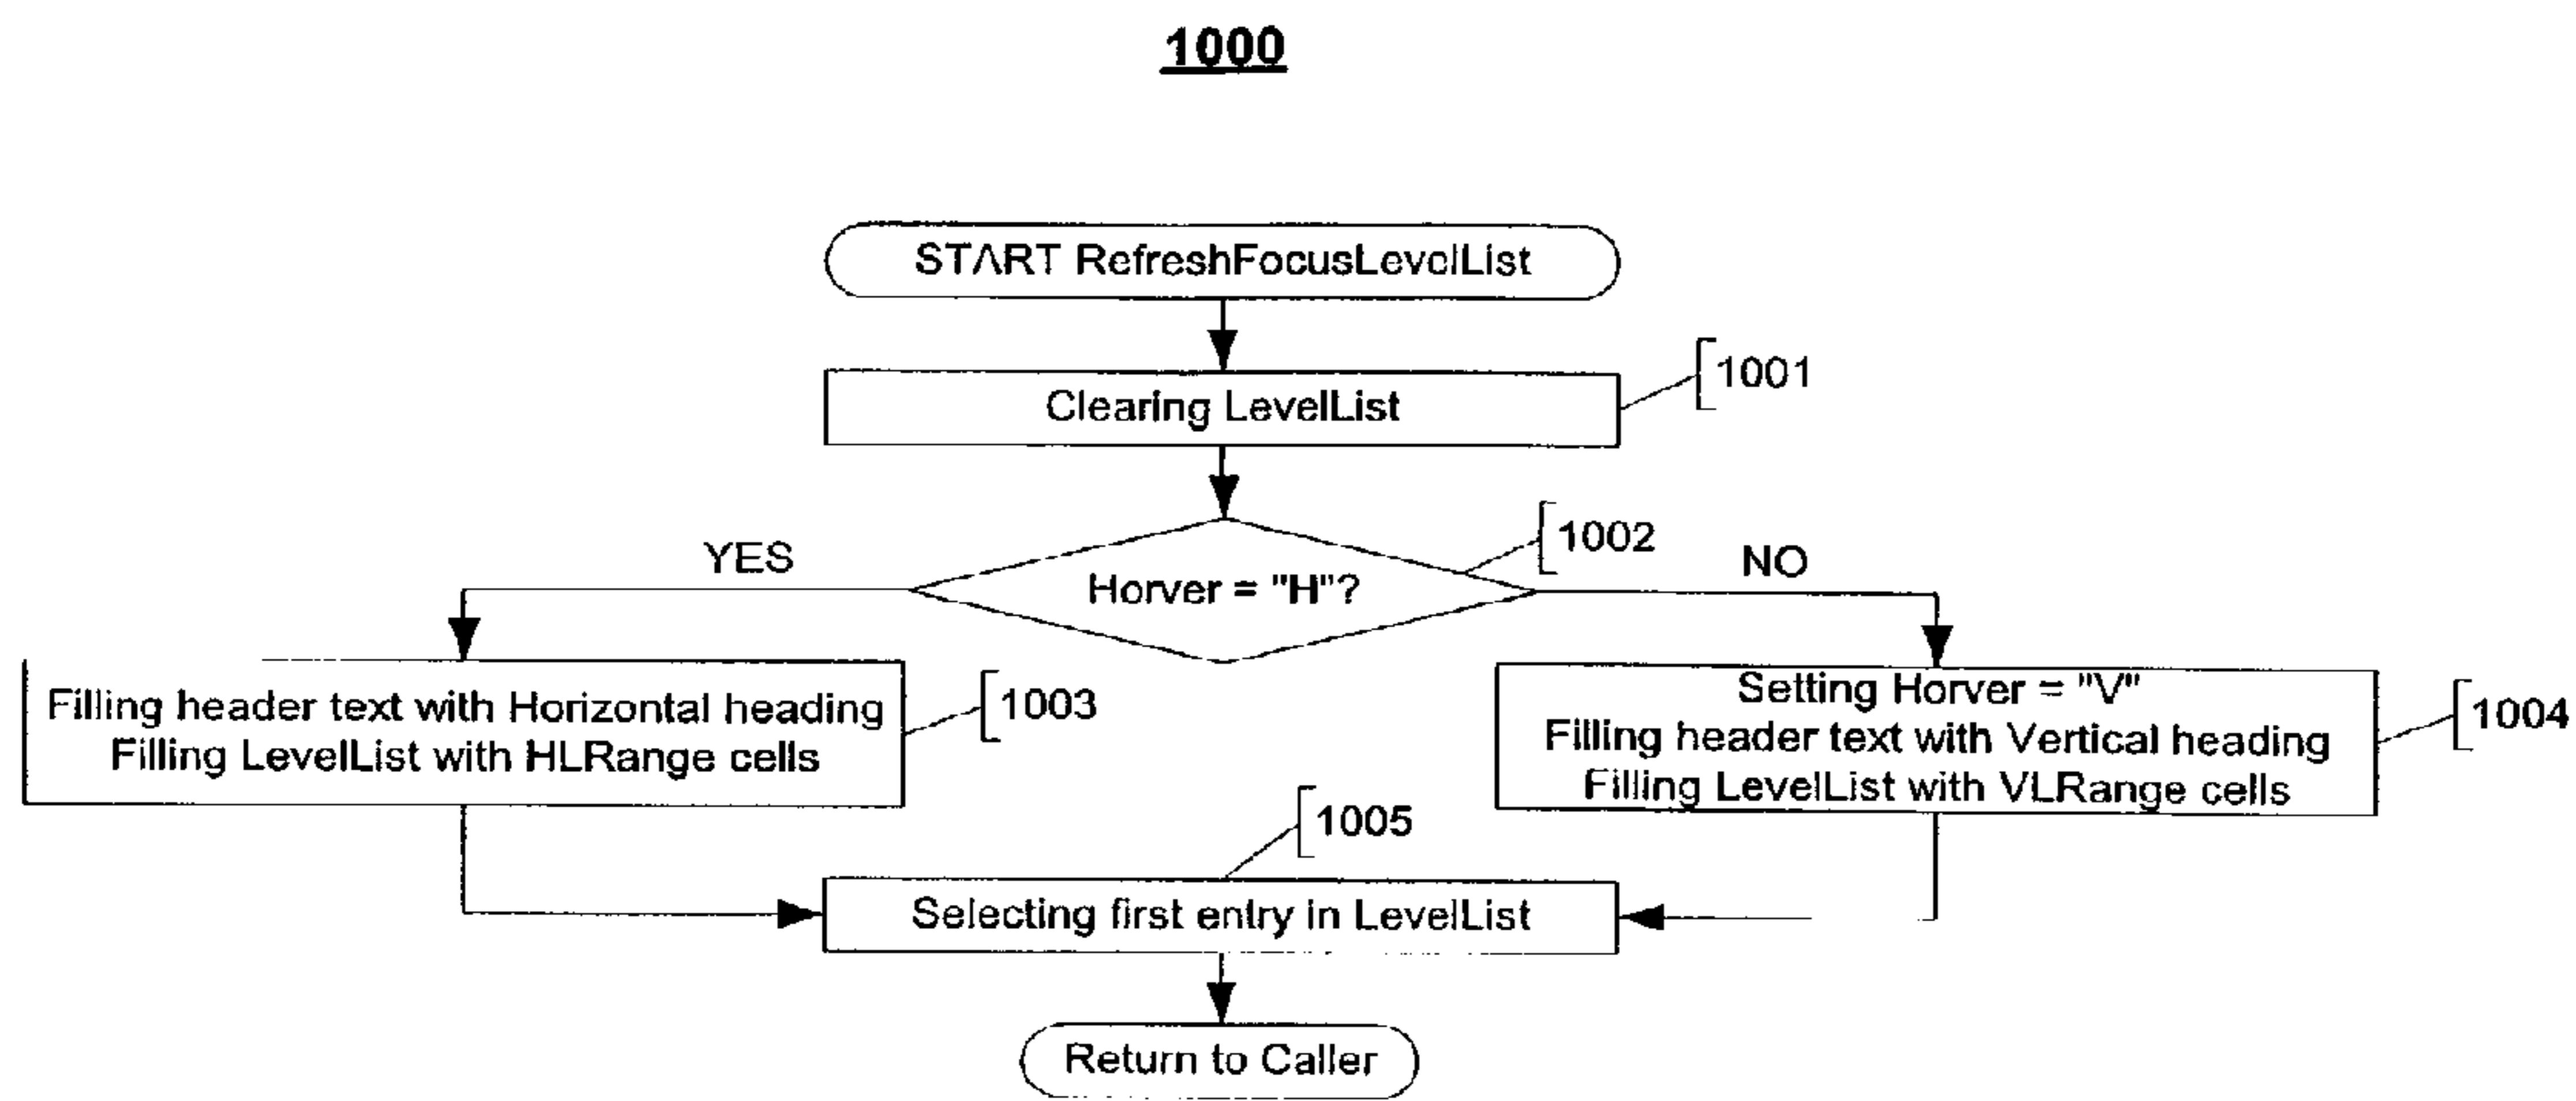 1000
START RefreshFocusLevelList
1001
Clearing LevelList
1002
YES
NO
Horver = "H"?
Filling header text with Horizontal heading
Filling LevelList with HLRange cells
1003
Setting Horver = "V"
Filling header text with Vertical heading
Filling LevelList with VLRange cells
1004
1005
Selecting first entry in LevelList
Return to Caller